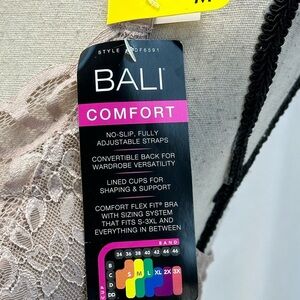 M
STYLE # DF6591
BALI
COMFORT
NO-SLIP, FULLY
ADJUSTABLE STRAPS
CONVERTIBLE BACK FOR
WARDROBE VERSATILITY
LINED CUPS FOR
SHAPING & SUPPORT
COMFORT FLEX FIT® BRA
WITH SIZING SYSTEM
THAT FITS S-3XL AND
EVERYTHING IN BETWEEN
BAND
34 36 38 40 42 44 46
B
C S M L XL 2X 3X
D
DD
CUP